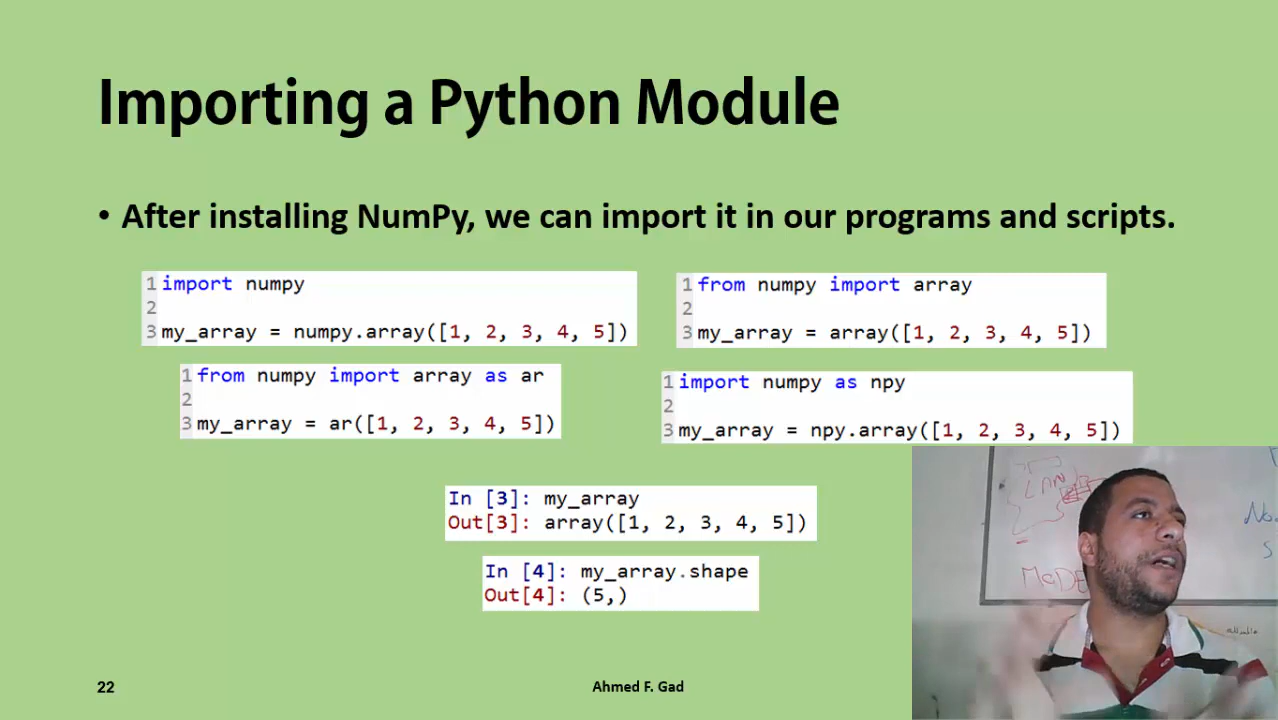 Importing a Python Module
• After installing NumPy, we can import it in our programs and scripts.
1 import numpy
2
3 my_array = numpy.array([1, 2, 3, 4, 5])
1 from numpy import array
2
3 my_array = array([1, 2, 3, 4, 5])
1 from numpy import array as ar
2
3 my_array = ar([1, 2, 3, 4, 5])
1 import numpy as npy
2
3 my_array = npy.array([1, 2, 3, 4, 5])
In [3]: my_array
Out[3]: array([1, 2, 3, 4, 5])
In [4]: my_array.shape
Out[4]: (5,)
LAN
No
S
MODE
22
Ahmed F. Gad